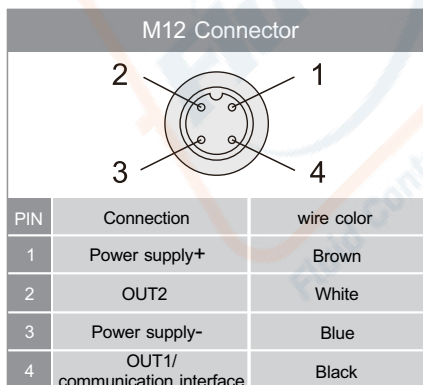 M12 Connector
2 1
3 4
PIN Connection wire color
1 Power supply+ Brown
2 OUT2 White
3 Power supply- Blue
4 OUT1/
communication interface Black